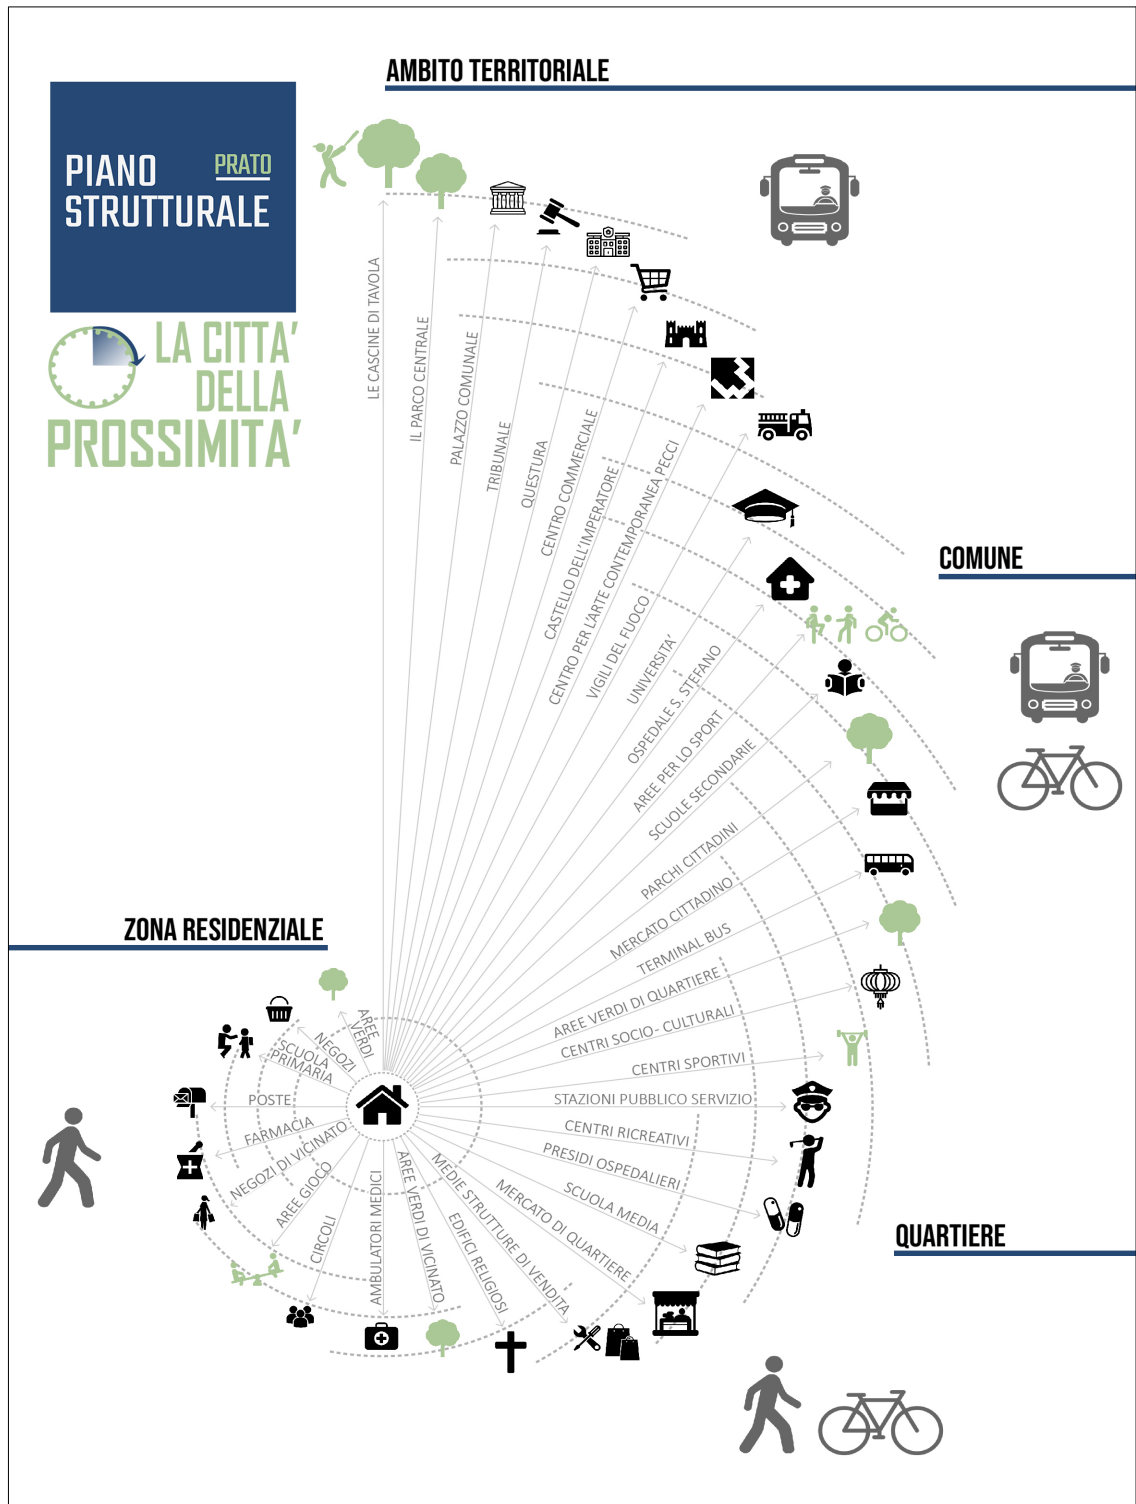 AMBITO TERRITORIALE
PIANO
PRATO
STRUTTURALE
LA CITTA'
DELLA
PROSSIMITA'
LE CASCINE DI TAVOLA
IL PARCO CENTRALE
PALAZZO COMUNALE
TRIBUNALE
QUESTURA
CENTRO COMMERCIALE
CASTELLO DELL'IMPERATORE
CENTRO PER L'ARTE CONTEMPORANEA PECCI
VIGILI DEL FUOCO
COMUNE
UNIVERSITA'
OSPEDALE S. STEFANO
AREE PER LO SPORT
SCUOLE SECONDARIE
PARCHI CITTADINI
MERCATO CITTADINO
TERMINAL BUS
AREE VERDI DI QUARTIERE
CENTRI SOCIO- CULTURALI
CENTRI SPORTIVI
STAZIONI PUBBLICO SERVIZIO
CENTRI RICREATIVI
PRESIDI OSPEDALIERI
SCUOLA MEDIA
MERCATO DI QUARTIERE
MEDIE STRUTTURE DI VENDITA
EDIFICI RELIGIOSI
QUARTIERE
ZONA RESIDENZIALE
AREE
VERDI
NEGOZI
SCUOLA
PRIMARIA
POSTE
FARMACIA
NEGOZI DI VICINATO
AREE GIOCO
CIRCOLI
AMBULATORI MEDICI
AREE VERDI DI VICINATO